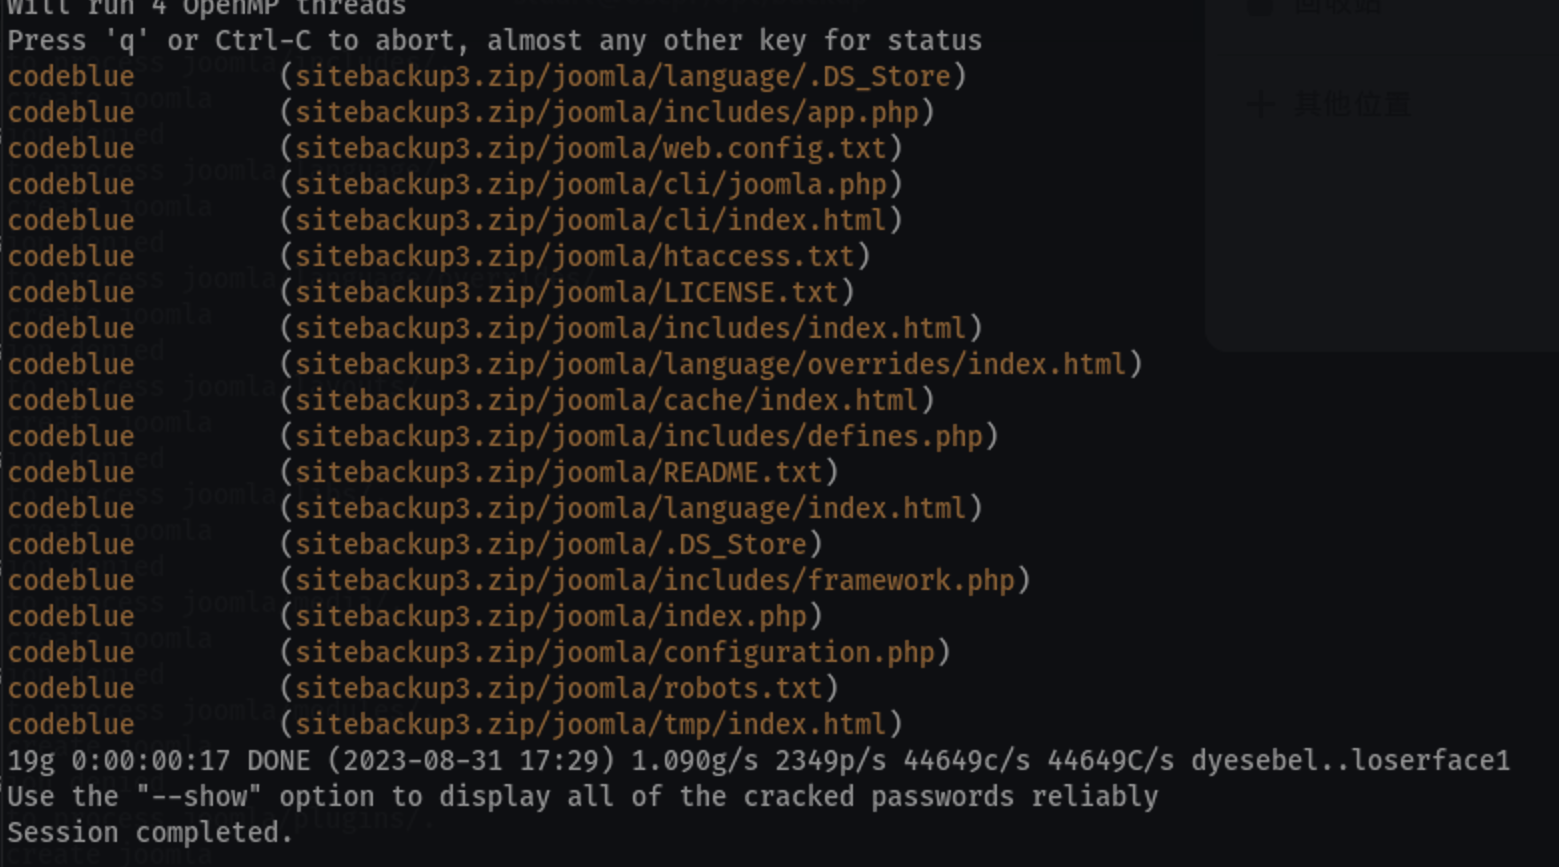 Will run 4 OpenMP threads
Press 'q' or Ctrl-C to abort, almost any other key for status
codeblue (sitebackup3.zip/joomla/language/.DS_Store)
codeblue (sitebackup3.zip/joomla/includes/app.php)
codeblue (sitebackup3.zip/joomla/web.config.txt)
codeblue (sitebackup3.zip/joomla/cli/joomla.php)
codeblue (sitebackup3.zip/joomla/cli/index.html)
codeblue (sitebackup3.zip/joomla/htaccess.txt)
codeblue (sitebackup3.zip/joomla/LICENSE.txt)
codeblue (sitebackup3.zip/joomla/includes/index.html)
codeblue (sitebackup3.zip/joomla/language/overrides/index.html)
codeblue (sitebackup3.zip/joomla/cache/index.html)
codeblue (sitebackup3.zip/joomla/includes/defines.php)
codeblue (sitebackup3.zip/joomla/README.txt)
codeblue (sitebackup3.zip/joomla/language/index.html)
codeblue (sitebackup3.zip/joomla/.DS_Store)
codeblue (sitebackup3.zip/joomla/includes/framework.php)
codeblue (sitebackup3.zip/joomla/index.php)
codeblue (sitebackup3.zip/joomla/configuration.php)
codeblue (sitebackup3.zip/joomla/robots.txt)
codeblue (sitebackup3.zip/joomla/tmp/index.html)
19g 0:00:00:17 DONE (2023-08-31 17:29) 1.090g/s 2349p/s 44649c/s 44649C/s dyesebel..loserface1
Use the "--show" option to display all of the cracked passwords reliably
Session completed.
回收站
其他位置